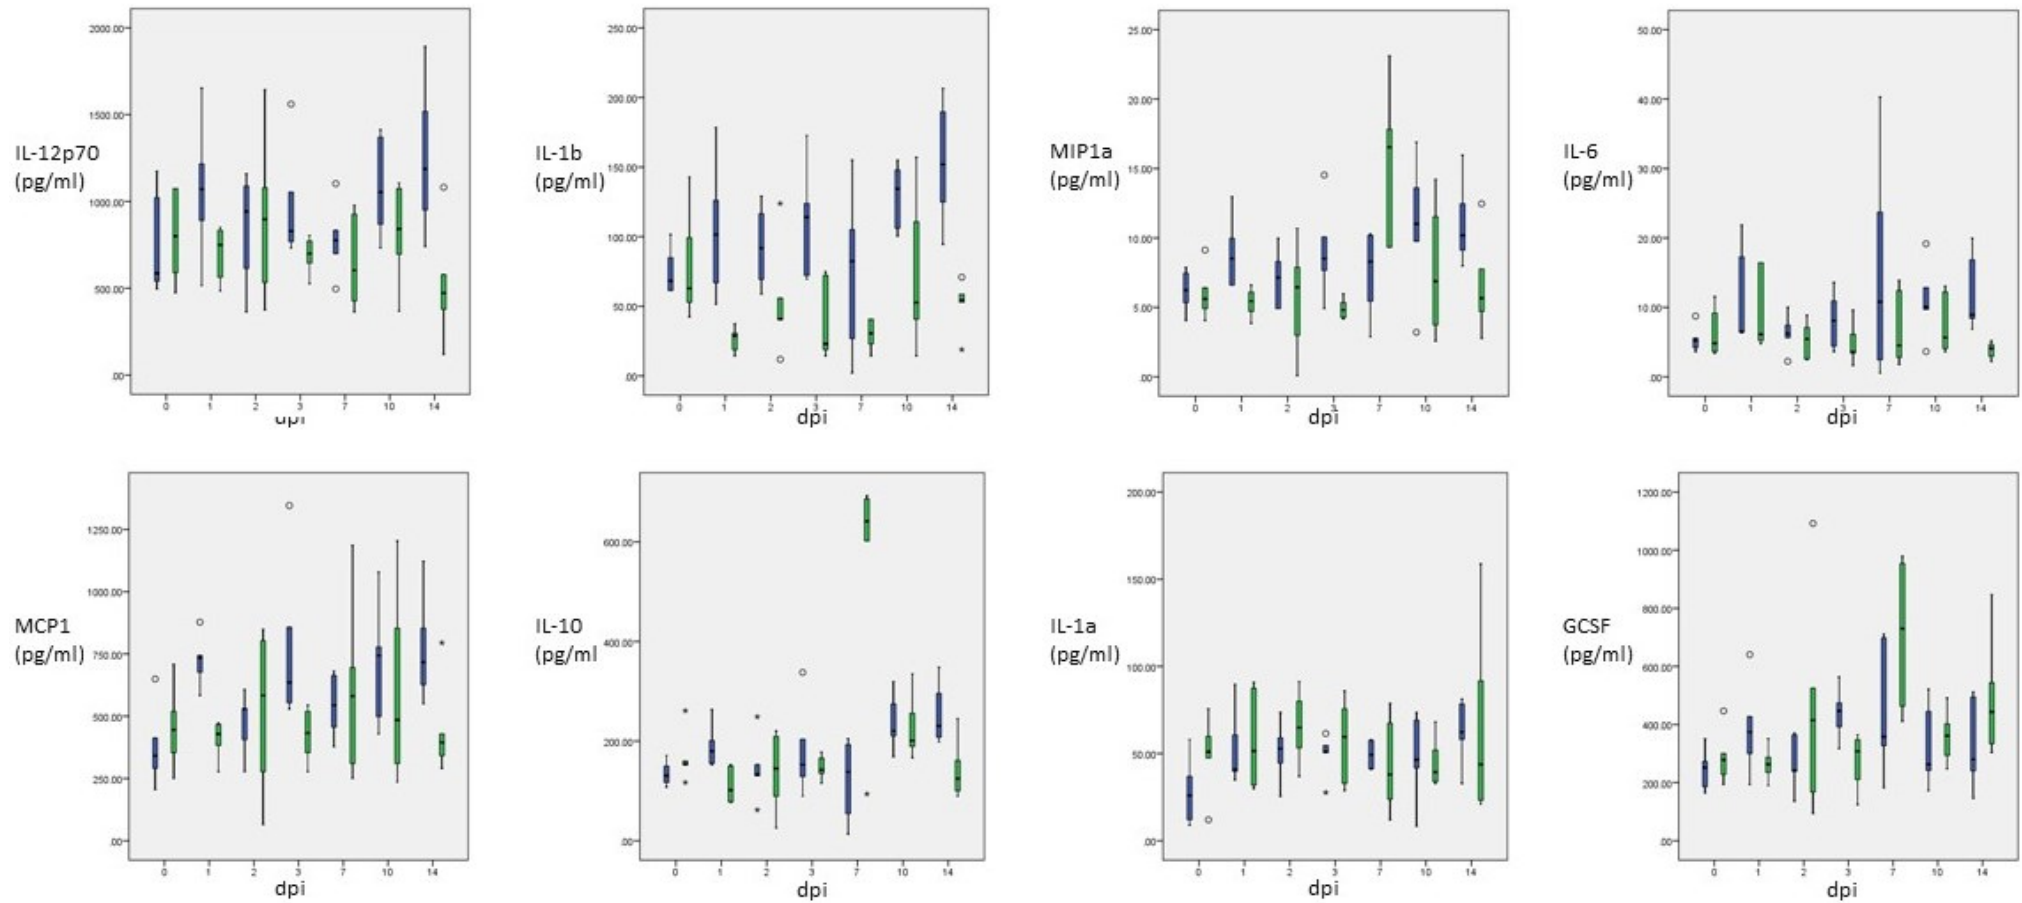 2000.00
1500.00
1000.00
500.00
.00
IL-12p70
(pg/ml)
0 1 2 3 7 10 14
dpi
250.00
200.00
150.00
100.00
50.00
.00
IL-1b
(pg/ml)
0 1 2 3 7 10 14
dpi
25.00
20.00
15.00
10.00
5.00
.00
MIP1a
(pg/ml)
0 1 2 3 7 10 14
dpi
50.00
40.00
30.00
20.00
10.00
.00
IL-6
(pg/ml)
0 1 2 3 7 10 14
dpi
1250.00
1000.00
750.00
500.00
250.00
.00
MCP1
(pg/ml)
0 1 2 3 7 10 14
dpi
600.00
400.00
200.00
.00
IL-10
(pg/ml
0 1 2 3 7 10 14
dpi
200.00
150.00
100.00
50.00
.00
IL-1a
(pg/ml)
0 1 2 3 7 10 14
dpi
1200.00
1000.00
800.00
600.00
400.00
200.00
.00
GCSF
(pg/ml)
0 1 2 3 7 10 14
dpi